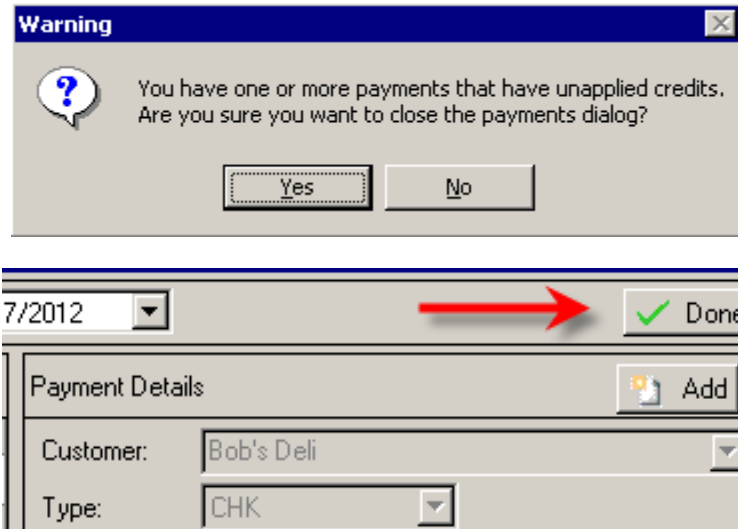 Warning
You have one or more payments that have unapplied credits.
Are you sure you want to close the payments dialog?
Yes No
7/2012 Done
Payment Details Add
Customer: Bob's Deli
Type: CHK